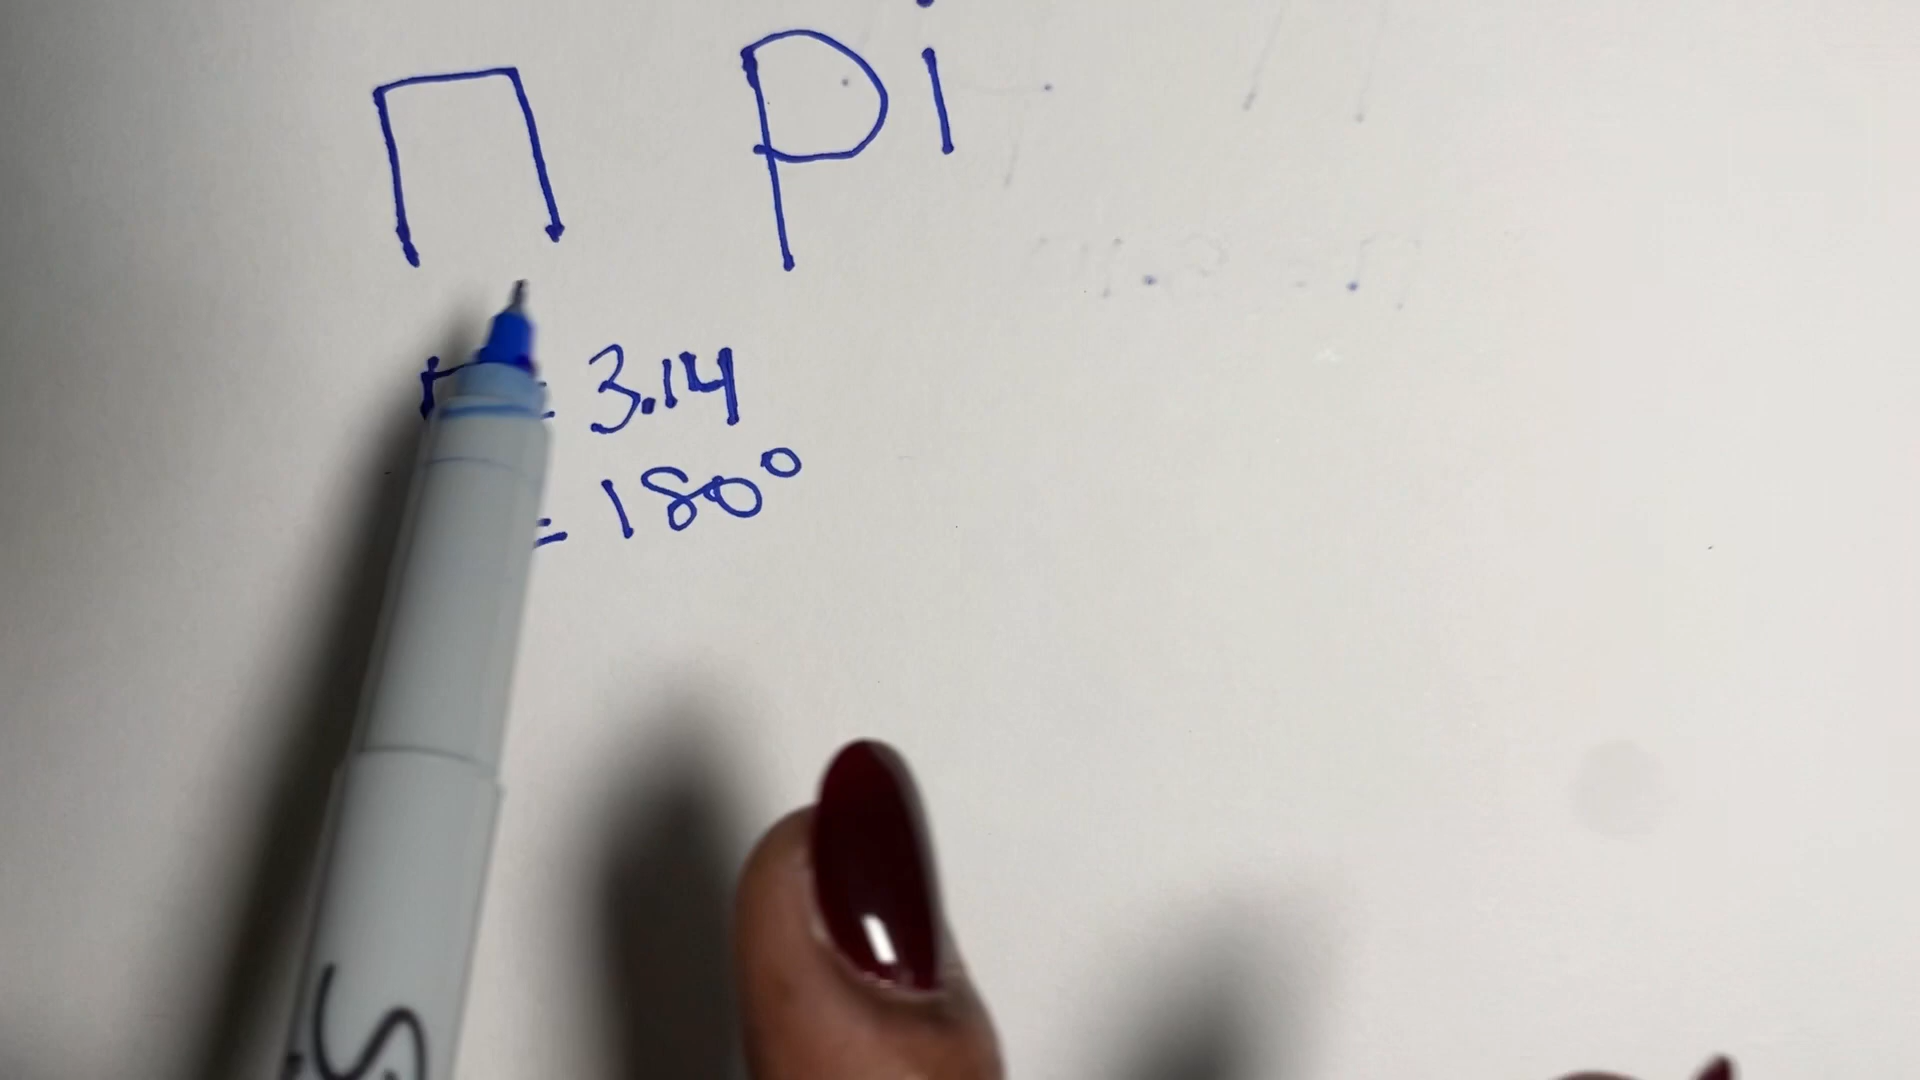 П Pi
= 3.14
= 180°